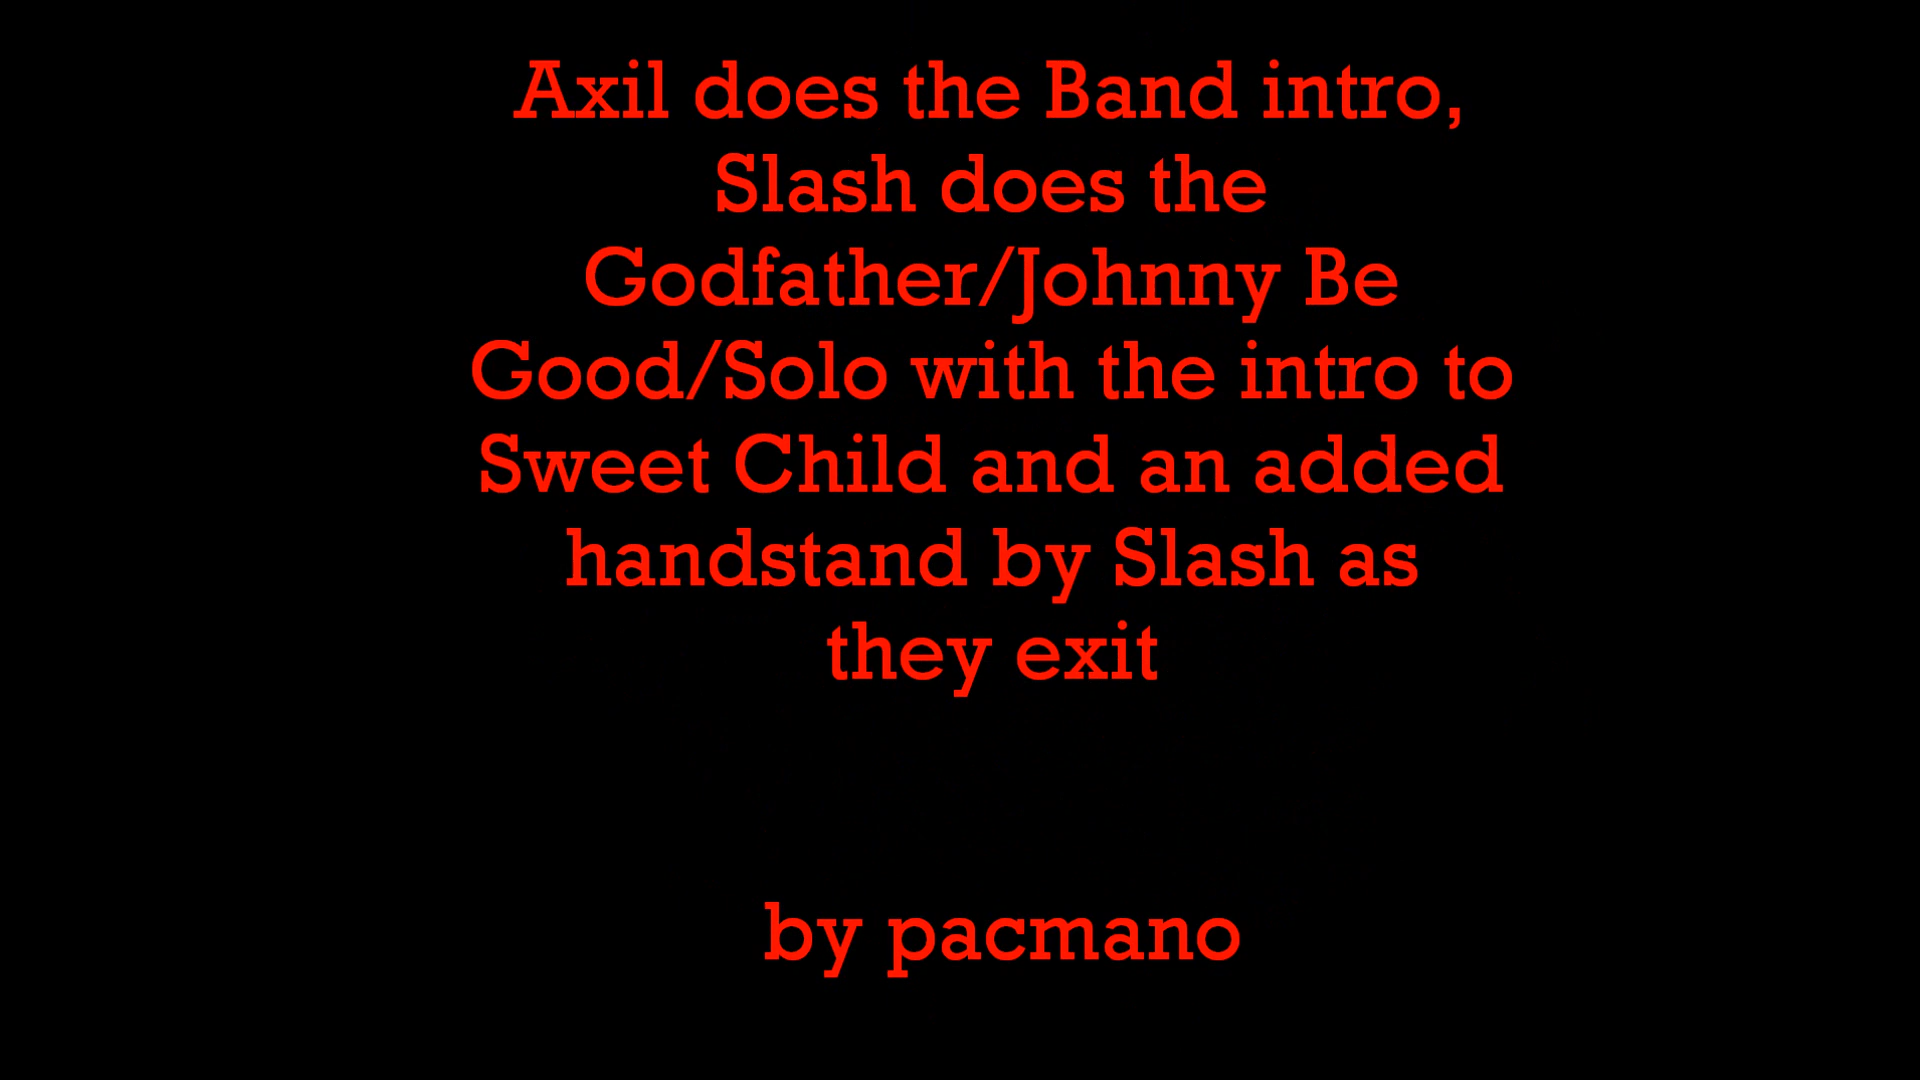 Axil does the Band intro,
Slash does the
Godfather/Johnny Be
Good/Solo with the intro to
Sweet Child and an added
handstand by Slash as
they exit
by pacmano